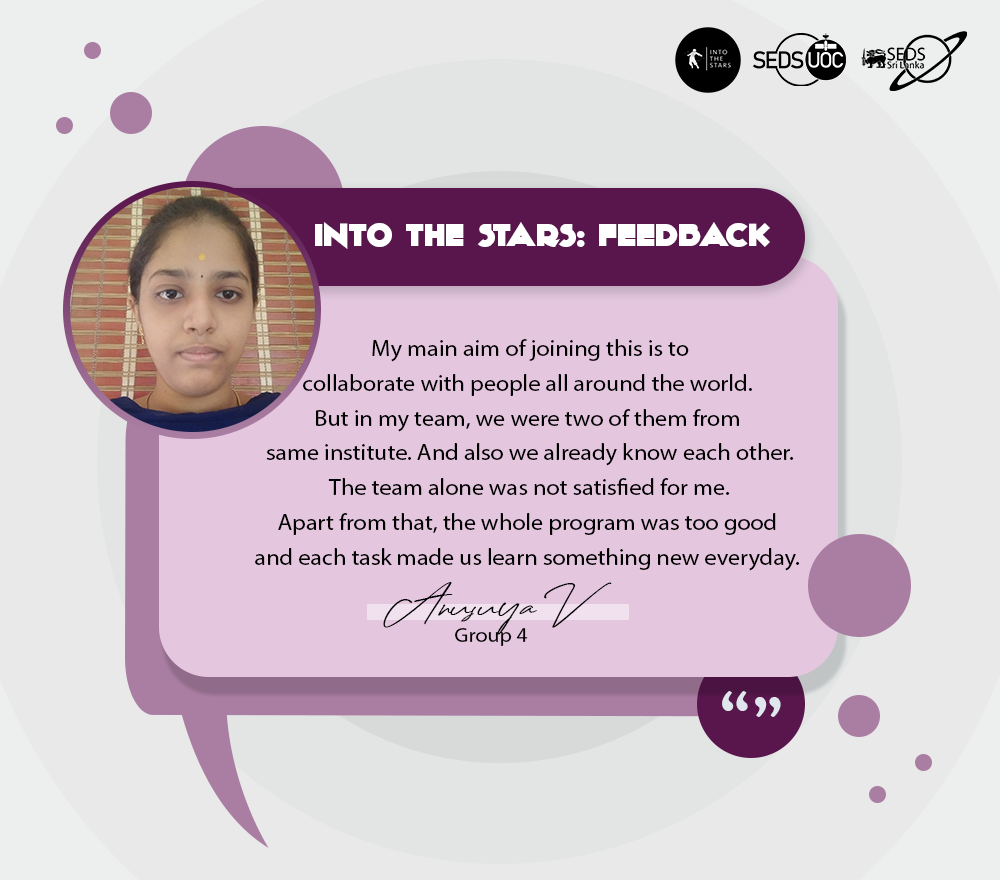 INTO
THE
STARS
SEDS UOC
SEDS
Sri Lanka
INTO THE STARS: FEEDBACK
My main aim of joining this is to
collaborate with people all around the world.
But in my team, we were two of them from
same institute. And also we already know each other.
The team alone was not satisfied for me.
Apart from that, the whole program was too good
and each task made us learn something new everyday.
Anusuya V
Group 4
“ ”